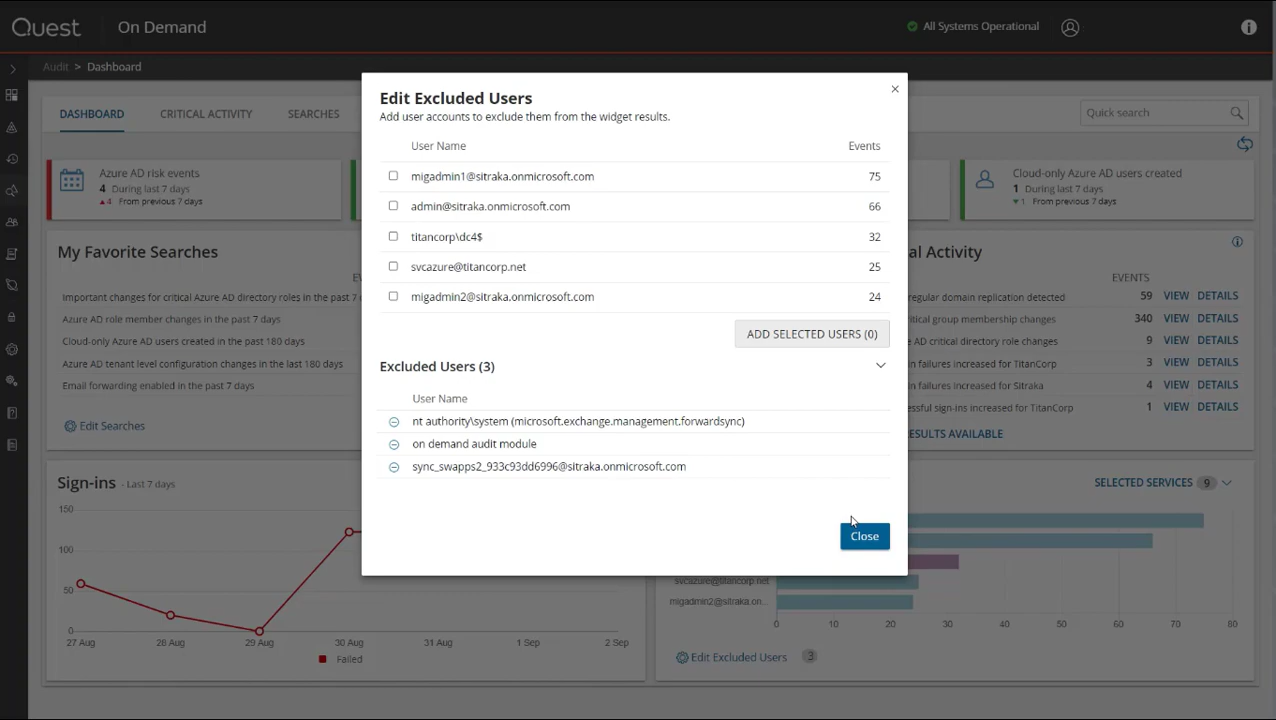 Quest
On Demand
All Systems Operational
Audit > Dashboard
DASHBOARD
CRITICAL ACTIVITY
SEARCHES
Quick search
Azure AD risk events
4 During last 7 days
▲4 From previous 7 days
Cloud-only Azure AD users created
1 During last 7 days
▼1 From previous 7 days
Edit Excluded Users
Add user accounts to exclude them from the widget results.
User Name Events
migadmin1@sitraka.onmicrosoft.com 75
admin@sitraka.onmicrosoft.com 66
titancorp\dc4$ 32
svcazure@titancorp.net 25
migadmin2@sitraka.onmicrosoft.com 24
ADD SELECTED USERS (0)
Excluded Users (3)
User Name
nt authority\system (microsoft.exchange.management.forwardsync)
on demand audit module
sync_swapps2_933c93dd6996@sitraka.onmicrosoft.com
Close
My Favorite Searches
Important changes for critical Azure AD directory roles in the past 7
Azure AD role member changes in the past 7 days
Cloud-only Azure AD users created in the past 180 days
Azure AD tenant level configuration changes in the last 180 days
Email forwarding enabled in the past 7 days
Edit Searches
al Activity
EVENTS
regular domain replication detected 59 VIEW DETAILS
itical group membership changes 340 VIEW DETAILS
AD critical directory role changes 9 VIEW DETAILS
in failures increased for TitanCorp 3 VIEW DETAILS
in failures increased for Sitraka 4 VIEW DETAILS
cessful sign-ins increased for TitanCorp 1 VIEW DETAILS
RESULTS AVAILABLE
Sign-ins - Last 7 days
150
100
50
0
27 Aug 28 Aug 29 Aug 30 Aug 31 Aug 1 Sep 2 Sep
Failed
SELECTED SERVICES 9
svcazure@titancorp.net
migadmin2@sitraka.on...
0 10 20 30 40 50 60 70 80
Edit Excluded Users 3